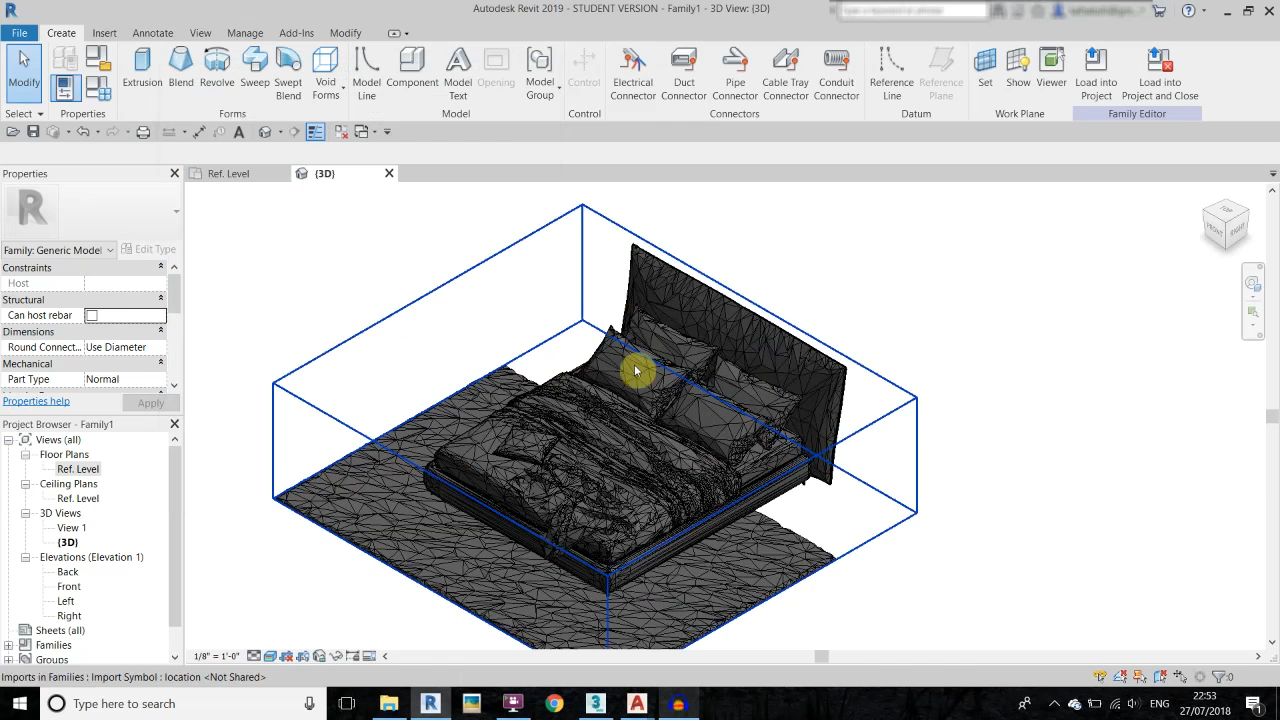 Autodesk Revit 2019 - STUDENT VERSION - Family1 - 3D View: {3D}
File Create Insert Annotate View Manage Add-Ins Modify
Modify Extrusion Blend Revolve Sweep Swept Blend Void Forms Model Line Component Model Text Opening Model Group Control Electrical Connector Duct Connector Pipe Connector Cable Tray Connector Conduit Connector Reference Line Reference Plane Set Show Viewer Load into Project Load into Project and Close
Select Properties Forms Model Control Connectors Datum Work Plane Family Editor
Properties
Ref. Level
{3D}
R
Family: Generic Model
Edit Type
Constraints
Host
Structural
Can host rebar
Dimensions
Round Connect... Use Diameter
Mechanical
Part Type Normal
Properties help
Apply
Project Browser - Family1
Views (all)
Floor Plans
Ref. Level
Ceiling Plans
Ref. Level
3D Views
View 1
{3D}
Elevations (Elevation 1)
Back
Front
Left
Right
Sheets (all)
Families
Groups
TOP
FRONT RIGHT
1/8" = 1'-0"
Imports in Families : Import Symbol : location <Not Shared>
:0
Type here to search
ENG
22:53
27/07/2018